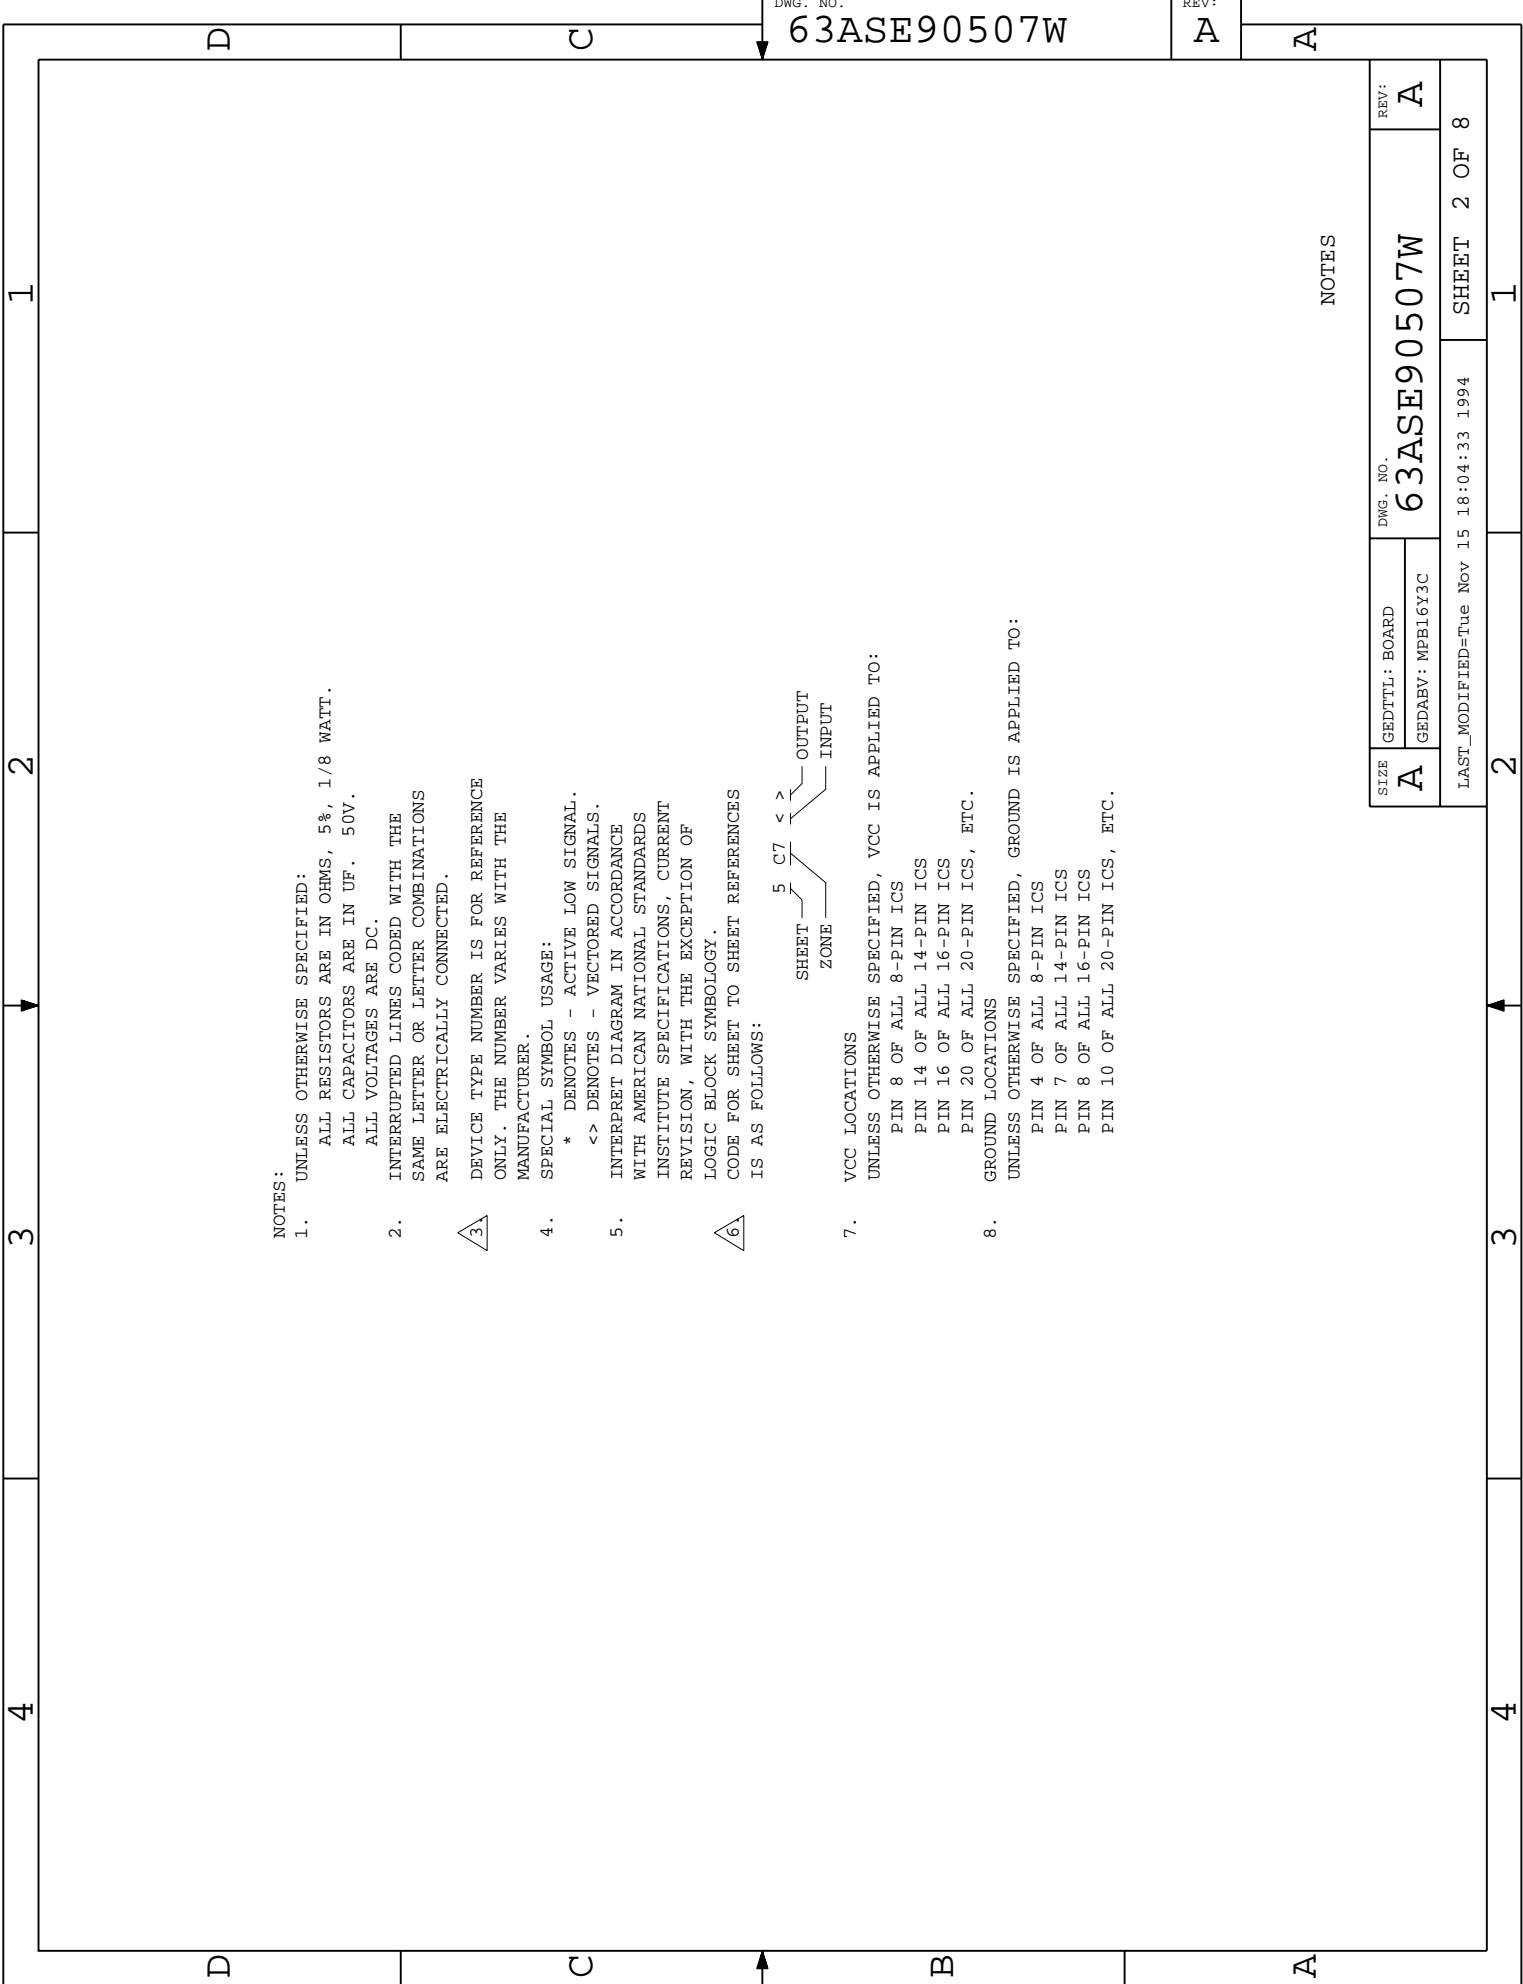 DWG. NO.
63ASE90507W
REV:
A
4
3
2
1
D
D
C
C
B
A
A
NOTES:
1. UNLESS OTHERWISE SPECIFIED:
ALL RESISTORS ARE IN OHMS, 5%, 1/8 WATT.
ALL CAPACITORS ARE IN UF. 50V.
ALL VOLTAGES ARE DC.
2. INTERRUPTED LINES CODED WITH THE
SAME LETTER OR LETTER COMBINATIONS
ARE ELECTRICALLY CONNECTED.
3. DEVICE TYPE NUMBER IS FOR REFERENCE
ONLY. THE NUMBER VARIES WITH THE
MANUFACTURER.
4. SPECIAL SYMBOL USAGE:
* DENOTES - ACTIVE LOW SIGNAL.
<> DENOTES - VECTORED SIGNALS.
5. INTERPRET DIAGRAM IN ACCORDANCE
WITH AMERICAN NATIONAL STANDARDS
INSTITUTE SPECIFICATIONS, CURRENT
REVISION, WITH THE EXCEPTION OF
LOGIC BLOCK SYMBOLOGY.
6. CODE FOR SHEET TO SHEET REFERENCES
IS AS FOLLOWS:
5 C7 < >
SHEET OUTPUT
ZONE INPUT
7. VCC LOCATIONS
UNLESS OTHERWISE SPECIFIED, VCC IS APPLIED TO:
PIN 8 OF ALL 8-PIN ICS
PIN 14 OF ALL 14-PIN ICS
PIN 16 OF ALL 16-PIN ICS
PIN 20 OF ALL 20-PIN ICS, ETC.
8. GROUND LOCATIONS
UNLESS OTHERWISE SPECIFIED, GROUND IS APPLIED TO:
PIN 4 OF ALL 8-PIN ICS
PIN 7 OF ALL 14-PIN ICS
PIN 8 OF ALL 16-PIN ICS
PIN 10 OF ALL 20-PIN ICS, ETC.
NOTES
SIZE
A
GEDTTL: BOARD
GEDABV: MPB16Y3C
DWG. NO.
63ASE90507W
REV:
A
LAST_MODIFIED=Tue Nov 15 18:04:33 1994
SHEET 2 OF 8
4
3
2
1